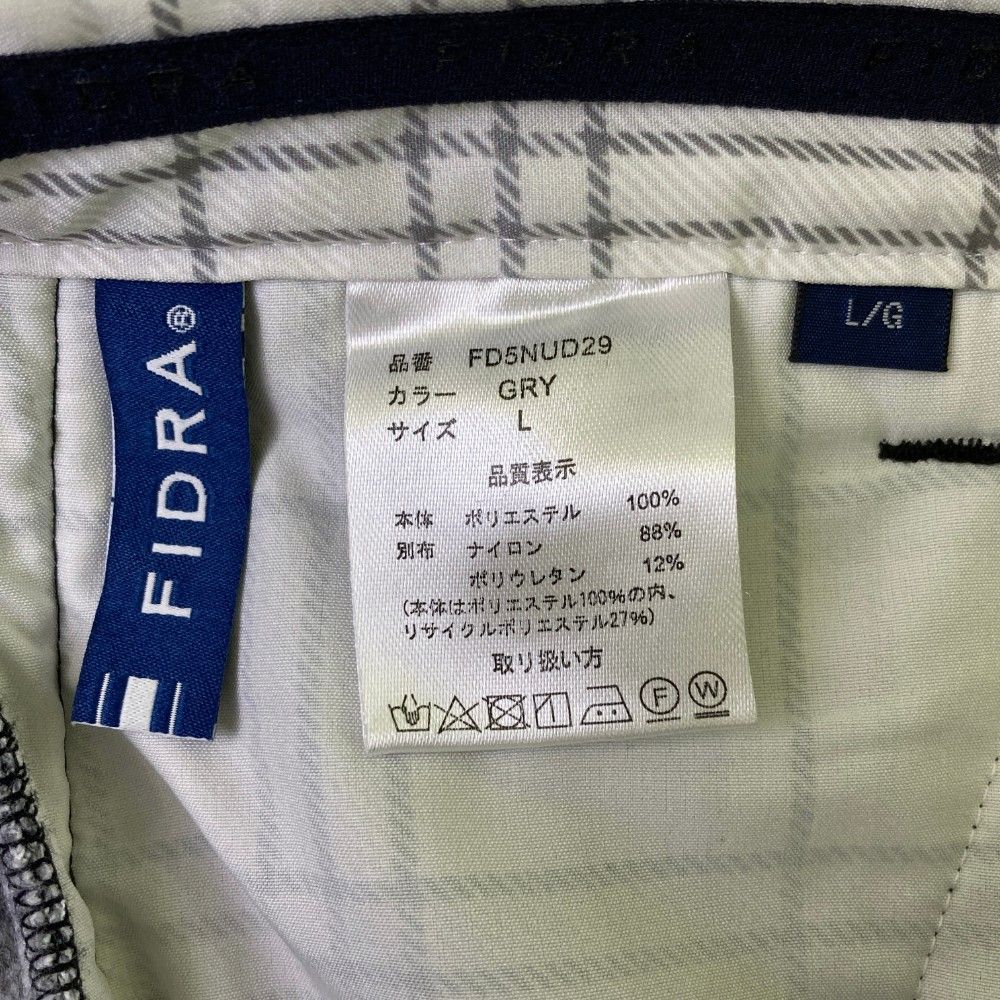 FIDRA
FIDRA®
L/G
品番 FD5NUD29
カラー GRY
サイズ L
品質表示
本体 ポリエステル 100%
別布 ナイロン 88%
ポリウレタン 12%
(本体はポリエステル100%の内、
リサイクルポリエステル27%)
取り扱い方
F W